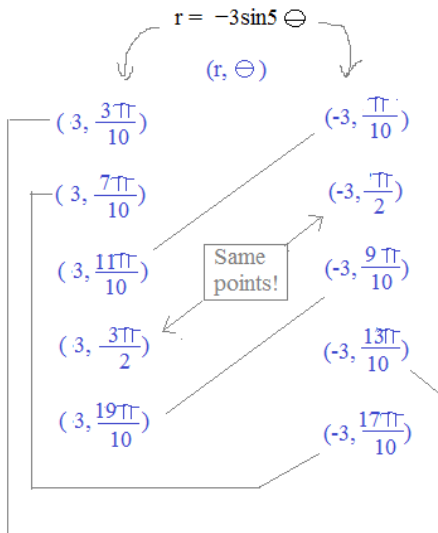 r = −3sin5 ϴ
(r, ϴ)
(3, 3π/10)
(3, 7π/10)
(3, 11π/10)
(3, 3π/2)
(3, 19π/10)
Same
points!
(-3, π/10)
(-3, π/2)
(-3, 9π/10)
(-3, 13π/10)
(-3, 17π/10)